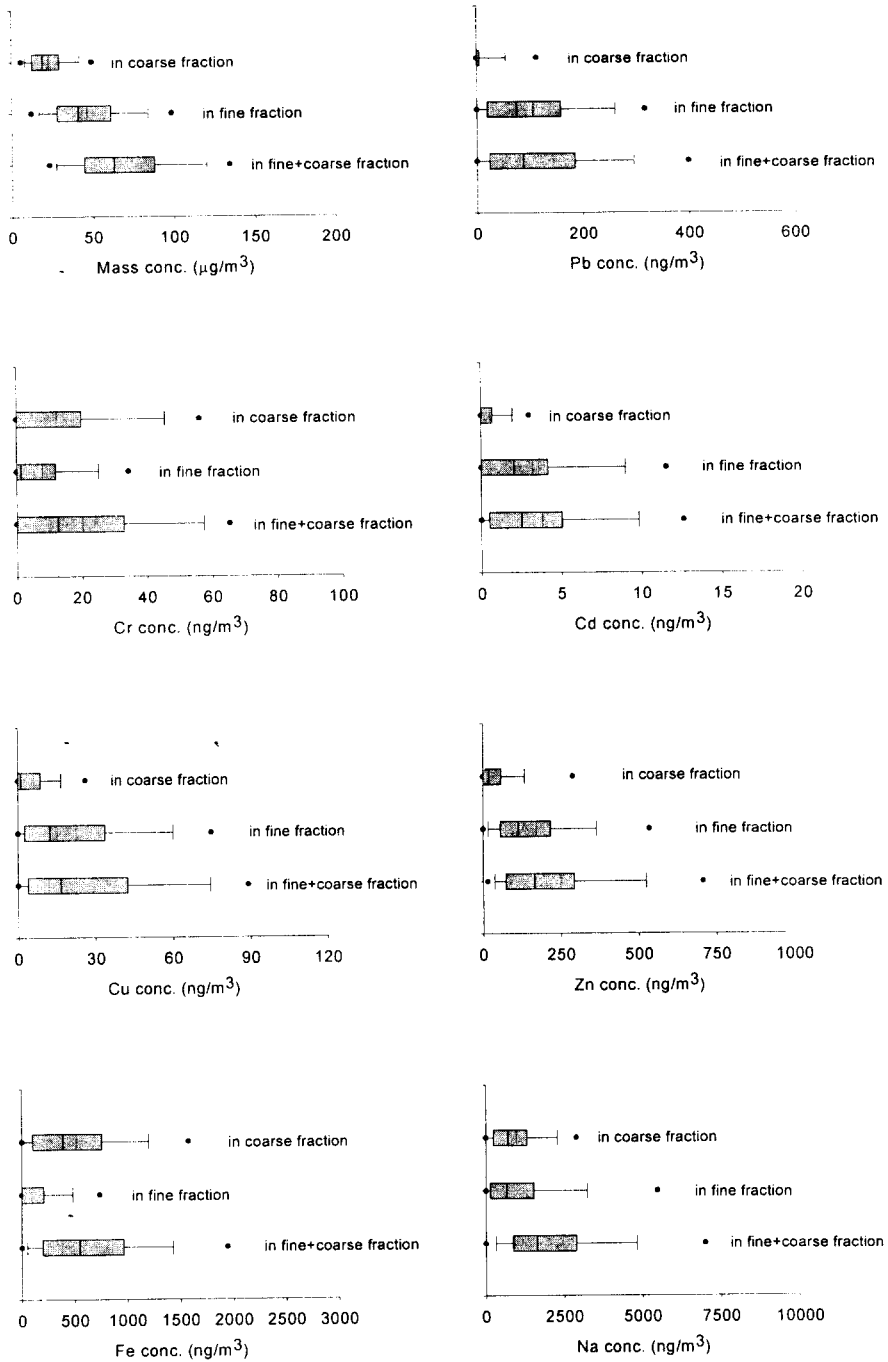 in coarse fraction
in fine fraction
in fine+coarse fraction
0 50 100 150 200
Mass conc. (μg/m³)
in coarse fraction
in fine fraction
in fine+coarse fraction
0 200 400 600
Pb conc. (ng/m³)
in coarse fraction
in fine fraction
in fine+coarse fraction
0 20 40 60 80 100
Cr conc. (ng/m³)
in coarse fraction
in fine fraction
in fine+coarse fraction
0 5 10 15 20
Cd conc. (ng/m³)
in coarse fraction
in fine fraction
in fine+coarse fraction
0 30 60 90 120
Cu conc. (ng/m³)
in coarse fraction
in fine fraction
in fine+coarse fraction
0 250 500 750 1000
Zn conc. (ng/m³)
in coarse fraction
in fine fraction
in fine+coarse fraction
0 500 1000 1500 2000 2500 3000
Fe conc. (ng/m³)
in coarse fraction
in fine fraction
in fine+coarse fraction
0 2500 5000 7500 10000
Na conc. (ng/m³)